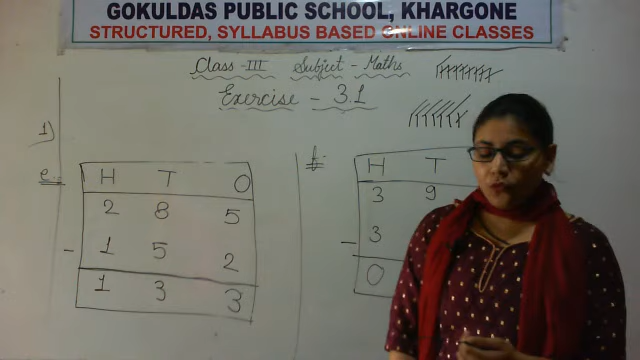 GOKULDAS PUBLIC SCHOOL, KHARGONE
STRUCTURED, SYLLABUS BASED ONLINE CLASSES
Class - III Subject - Maths
Exercise - 3.1
1)
e. H T O
2 8 5
- 1 5 2
1 3 3
f. H T
3 9
- 3
0